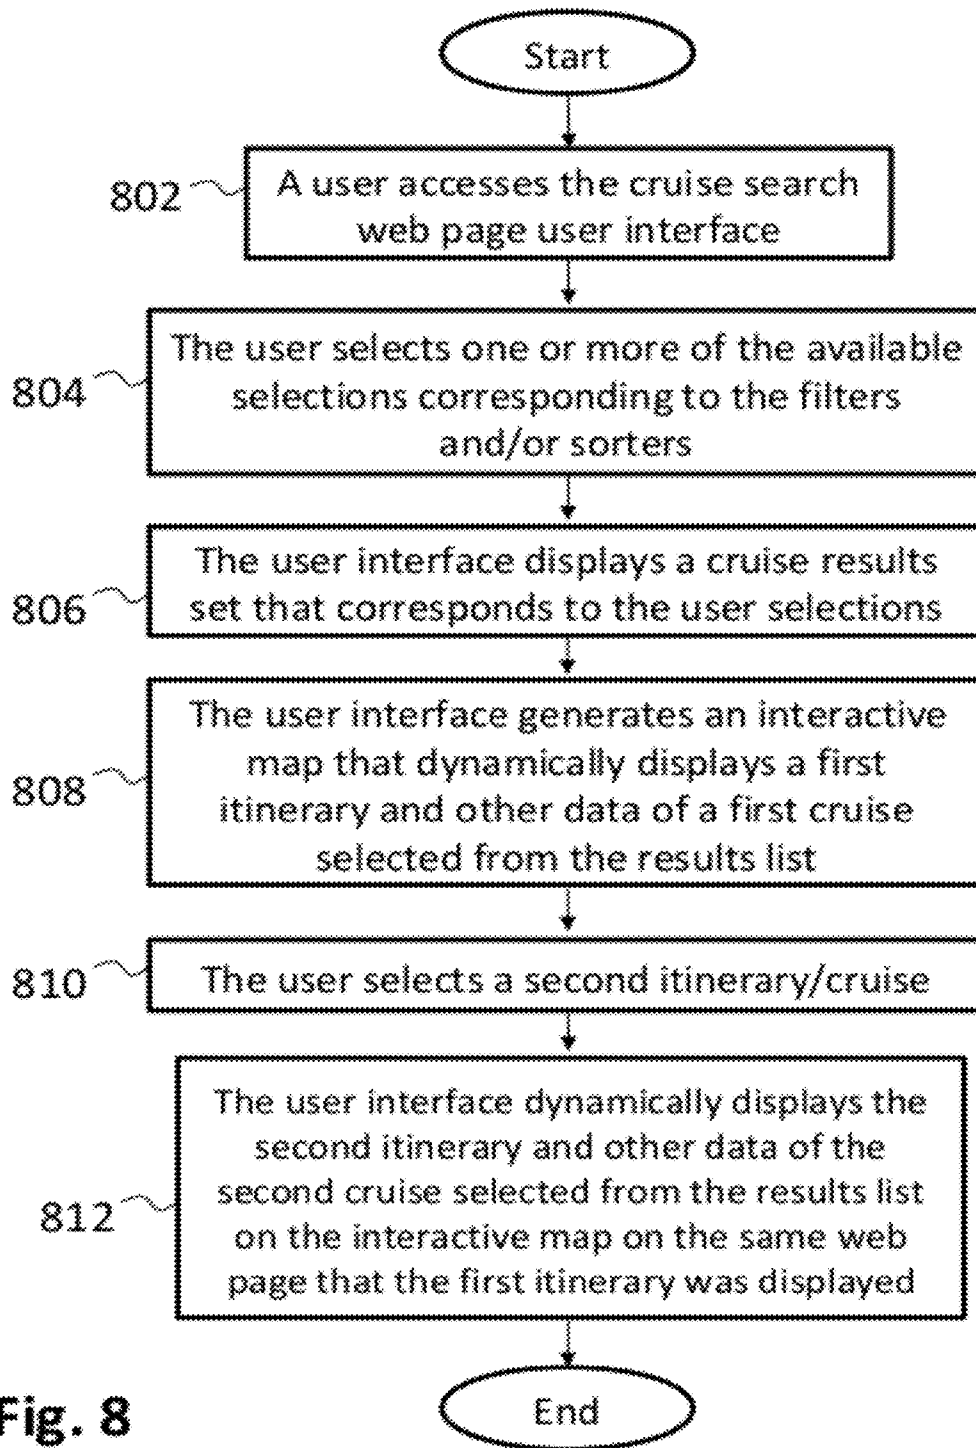 Start
802
A user accesses the cruise search
web page user interface
804
The user selects one or more of the available
selections corresponding to the filters
and/or sorters
806
The user interface displays a cruise results
set that corresponds to the user selections
808
The user interface generates an interactive
map that dynamically displays a first
itinerary and other data of a first cruise
selected from the results list
810
The user selects a second itinerary/cruise
812
The user interface dynamically displays the
second itinerary and other data of the
second cruise selected from the results list
on the interactive map on the same web
page that the first itinerary was displayed
End
Fig. 8